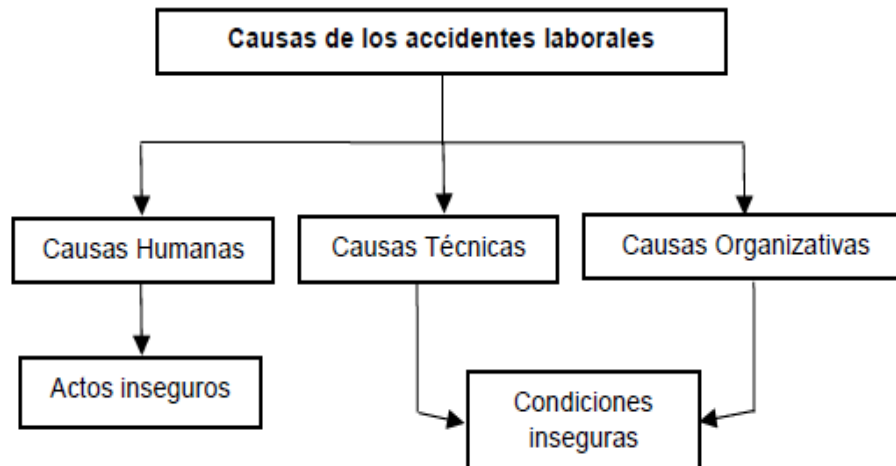 Causas de los accidentes laborales
Causas Humanas
Causas Técnicas
Causas Organizativas
Actos inseguros
Condiciones
inseguras